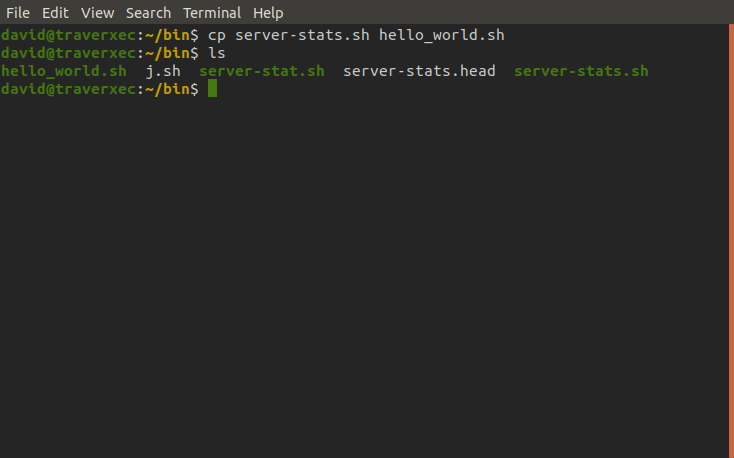 File Edit View Search Terminal Help
david@traverxec:~/bin$ cp server-stats.sh hello_world.sh
david@traverxec:~/bin$ ls
hello_world.sh  j.sh  server-stat.sh  server-stats.head  server-stats.sh
david@traverxec:~/bin$